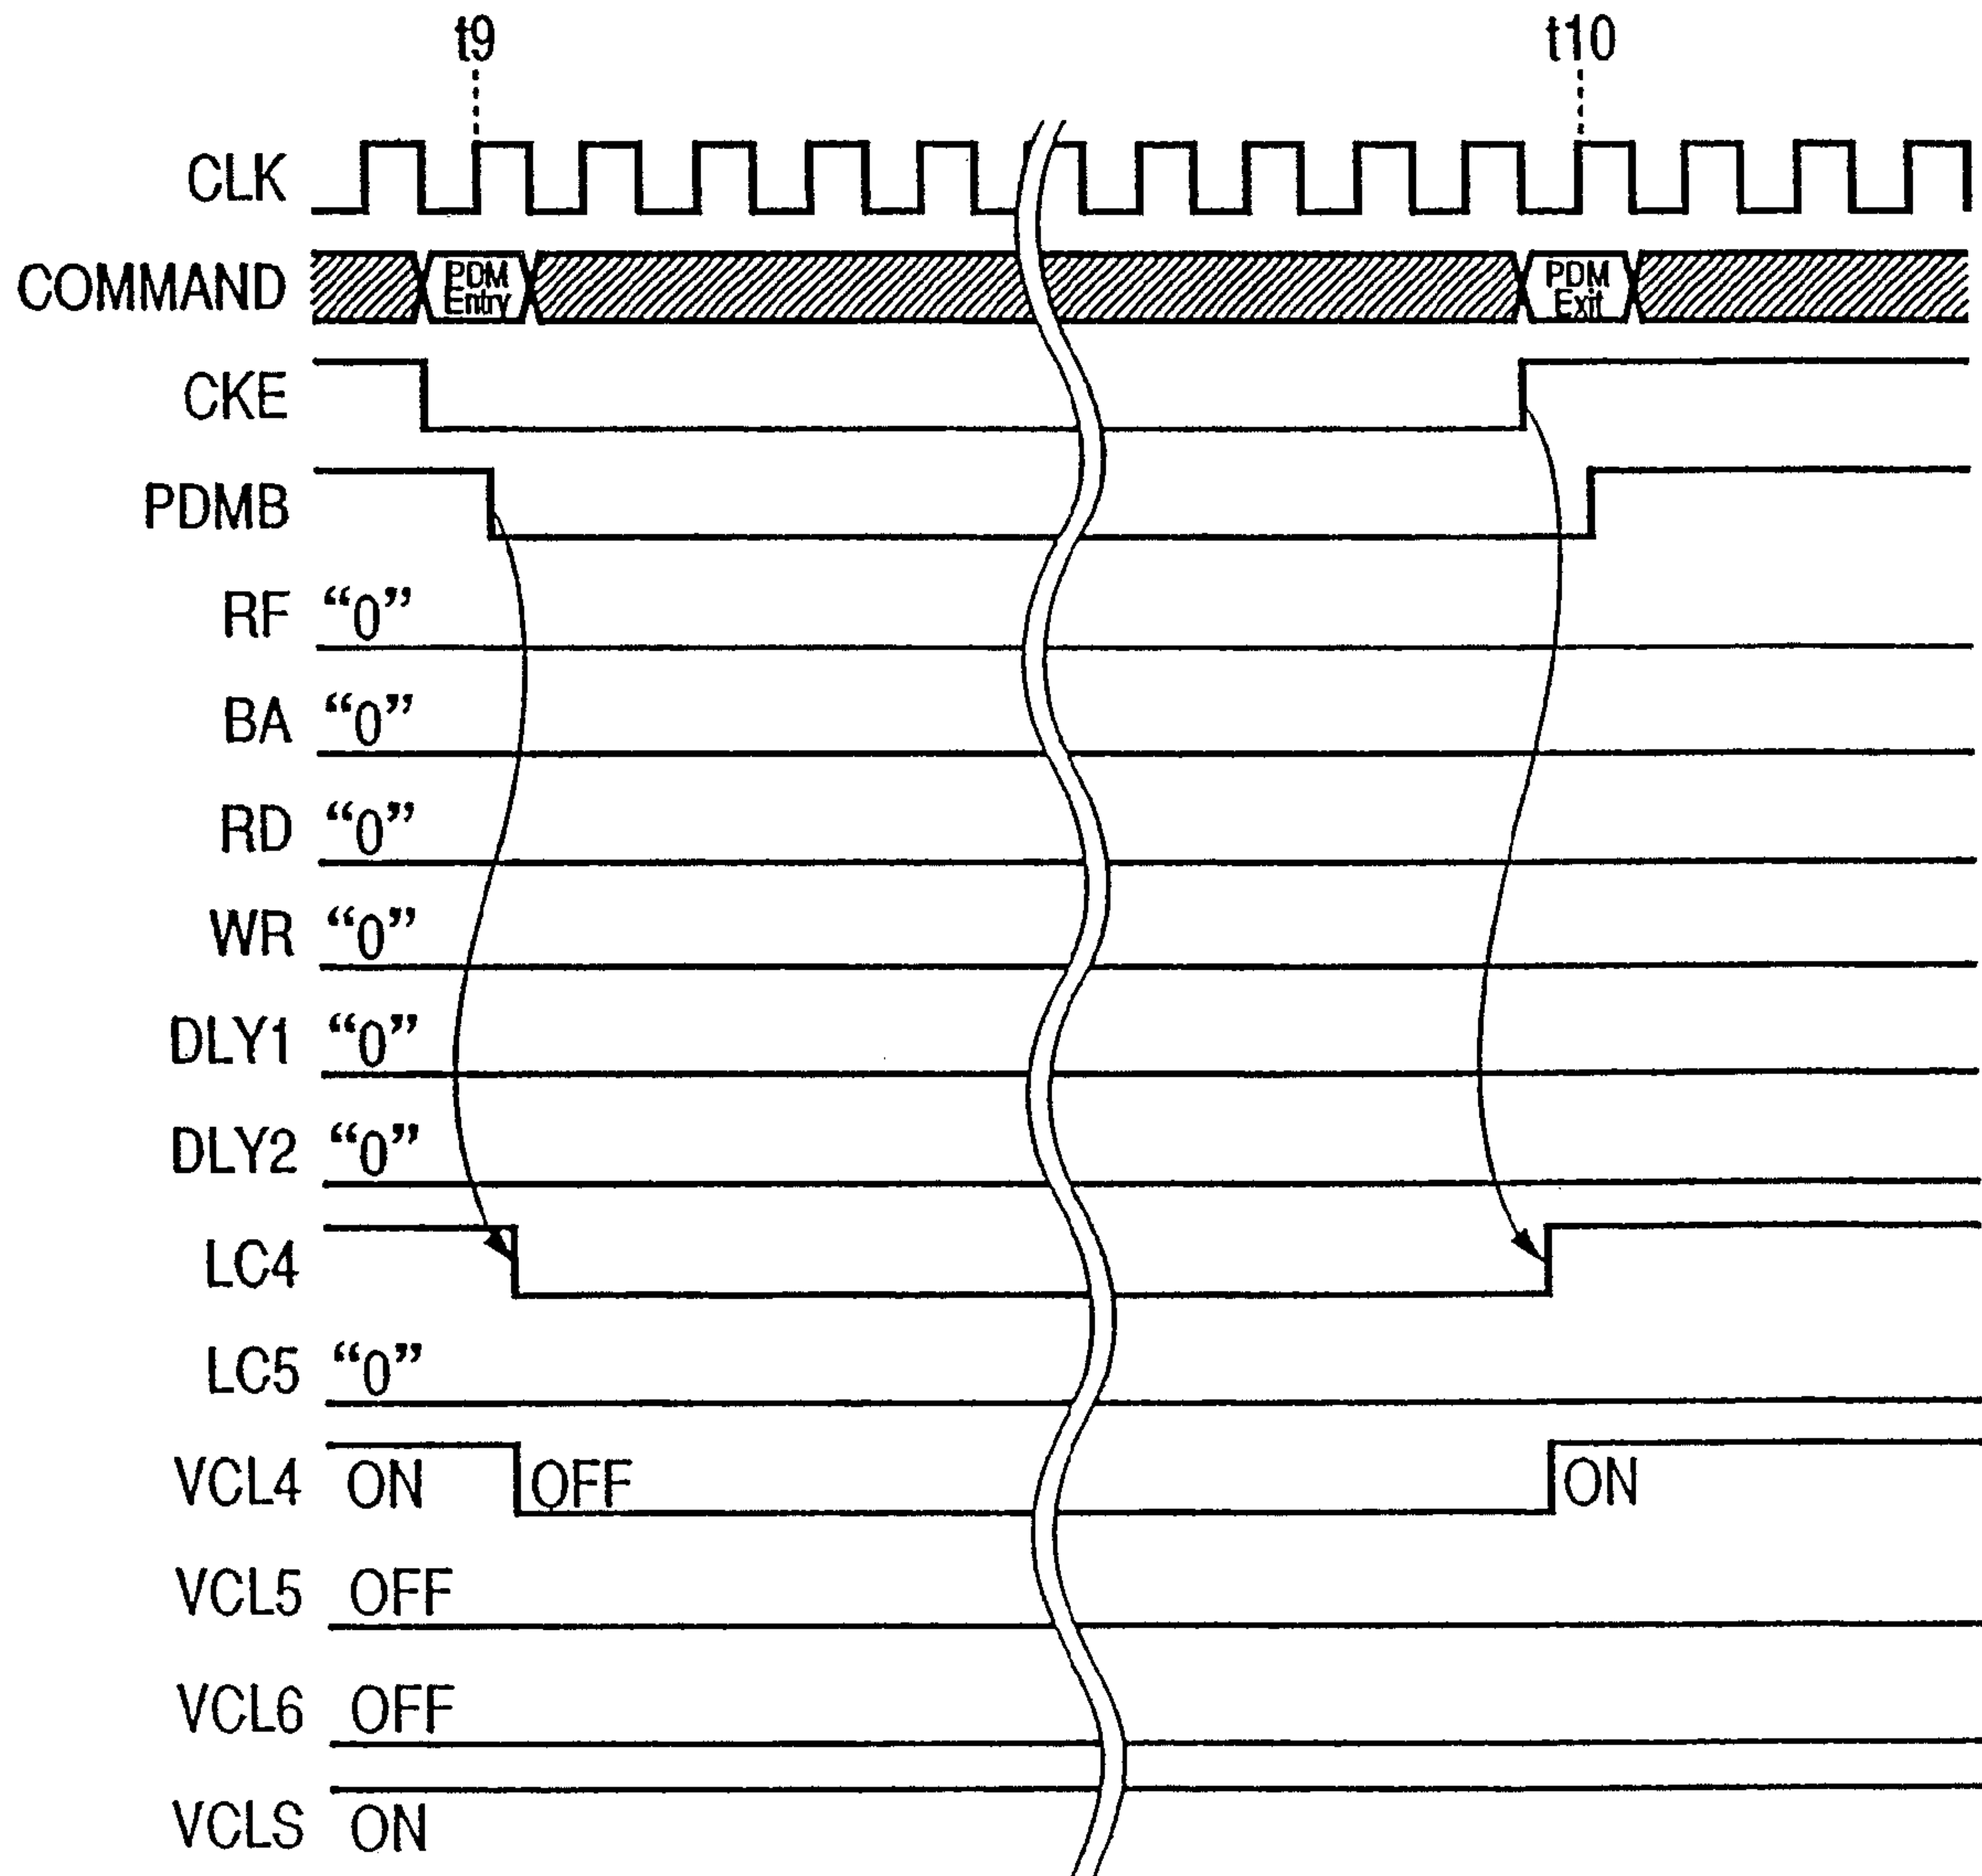 t9 t10
CLK
COMMAND PDM Entry PDM Exit
CKE
PDMB
RF “0”
BA “0”
RD “0”
WR “0”
DLY1 “0”
DLY2 “0”
LC4
LC5 “0”
VCL4 ON OFF ON
VCL5 OFF
VCL6 OFF
VCLS ON